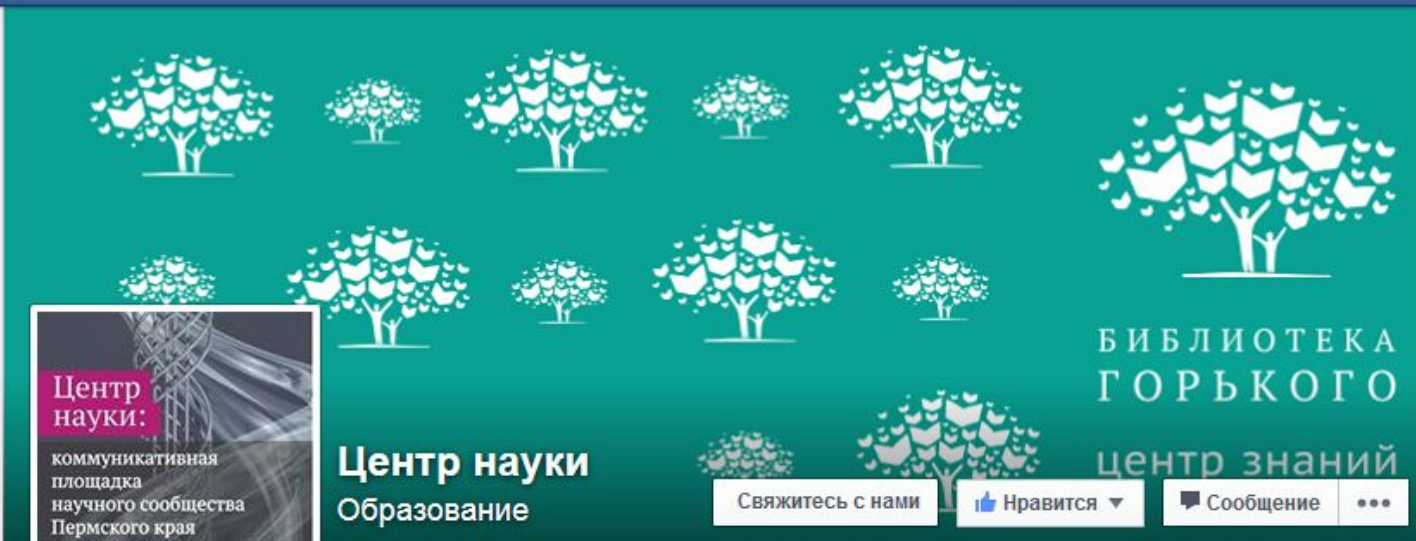 БИБЛИОТЕКА
ГОРЬКОГО
центр знаний
Центр
науки:
коммуникативная
площадка
научного сообщества
Пермского края
Центр науки
Образование
Свяжитесь с нами
Нравится
Сообщение